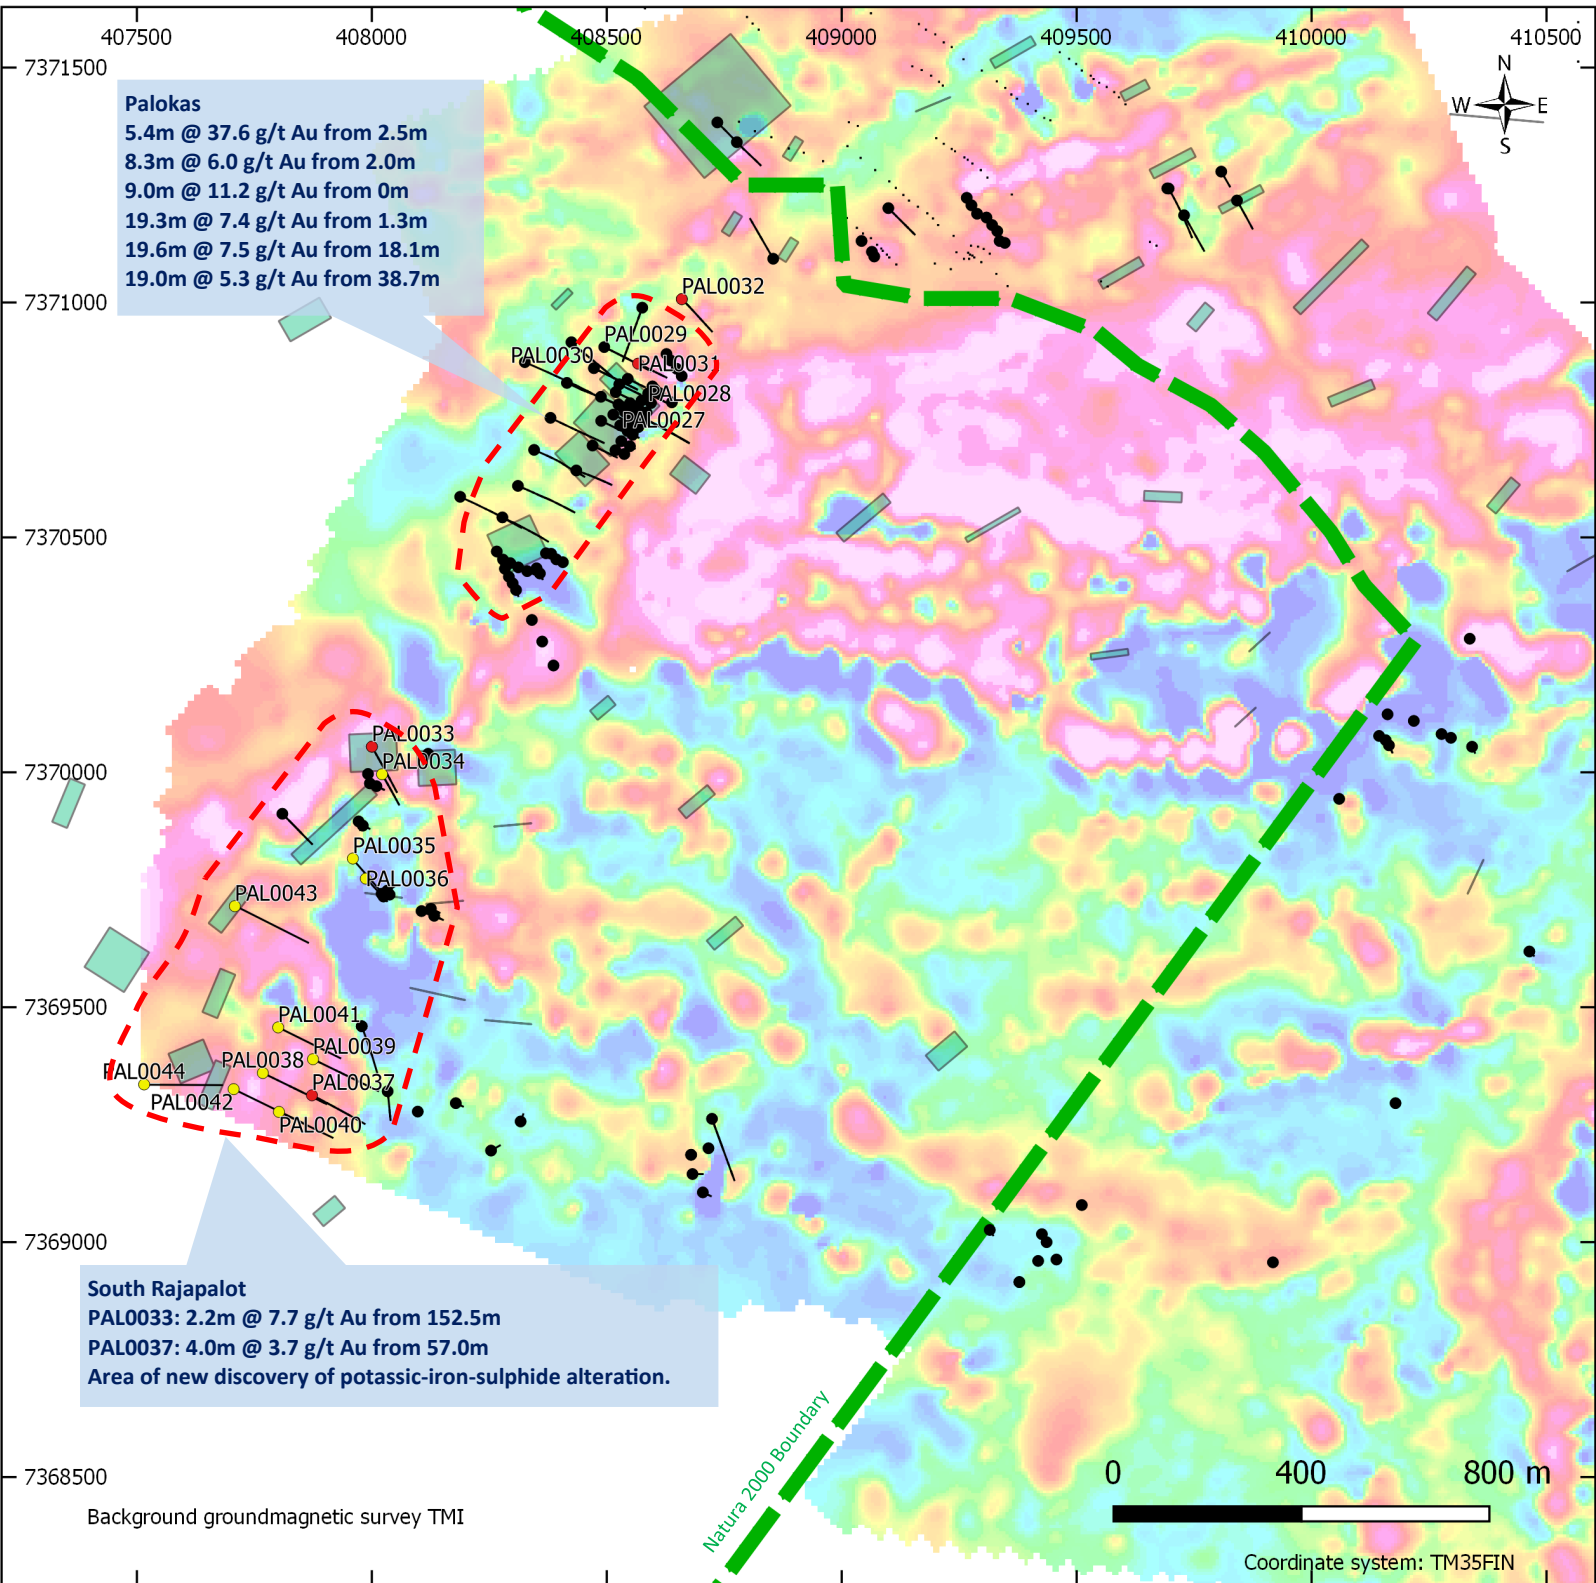 407500 408000 408500 409000 409500 410000 410500
7371500
7371000
7370500
7370000
7369500
7369000
7368500
N
W E
S
Palokas
5.4m @ 37.6 g/t Au from 2.5m
8.3m @ 6.0 g/t Au from 2.0m
9.0m @ 11.2 g/t Au from 0m
19.3m @ 7.4 g/t Au from 1.3m
19.6m @ 7.5 g/t Au from 18.1m
19.0m @ 5.3 g/t Au from 38.7m
PAL0032
PAL0029
PAL0030
PAL0031
PAL0028
PAL0027
PAL0033
PAL0034
PAL0035
PAL0036
PAL0043
PAL0041
PAL0039
PAL0038
PAL0044
PAL0037
PAL0042
PAL0040
South Rajapalot
PAL0033: 2.2m @ 7.7 g/t Au from 152.5m
PAL0037: 4.0m @ 3.7 g/t Au from 57.0m
Area of new discovery of potassic-iron-sulphide alteration.
Natura 2000 Boundary
0 400 800 m
Background groundmagnetic survey TMI
Coordinate system: TM35FIN